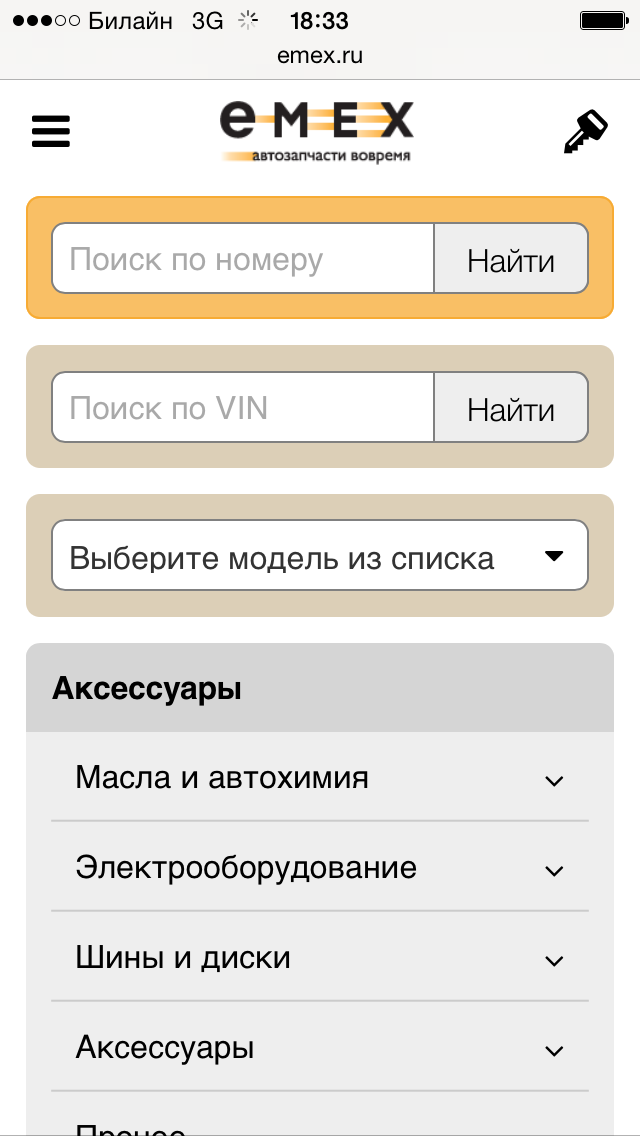 Билайн 3G 18:33
emex.ru
eMEX
автозапчасти вовремя
Поиск по номеру Найти
Поиск по VIN Найти
Выберите модель из списка
Аксессуары
Масла и автохимия
Электрооборудование
Шины и диски
Аксессуары
Прочее